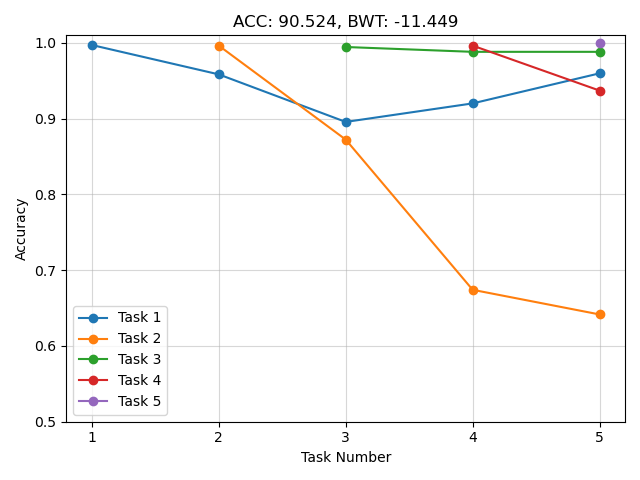 ACC: 90.524, BWT: -11.449
1.0
0.9
0.8
0.7
0.6
0.5
Accuracy
Task 1
Task 2
Task 3
Task 4
Task 5
1 2 3 4 5
Task Number